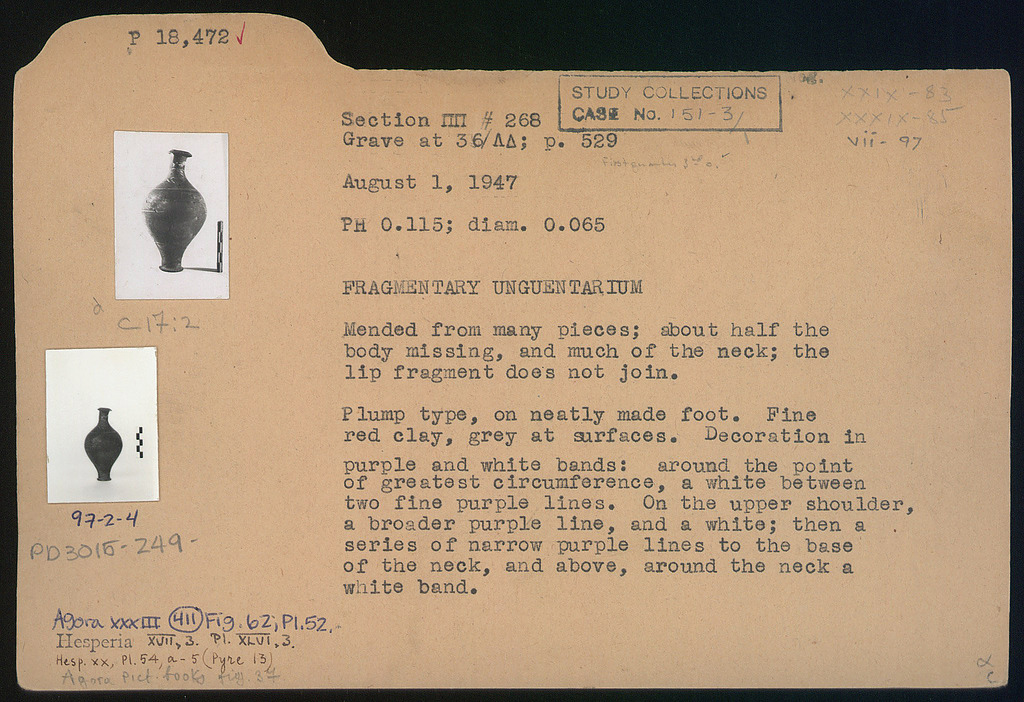 P 18,472 ✓
STUDY COLLECTIONS
CASE No. 151-3/
XXIX - 83
XXXIX - 85
vii - 97
Section ΠΠ # 268
Grave at 36/ΛΔ; p. 529
August 1, 1947
PH 0.115; diam. 0.065
FRAGMENTARY UNGUENTARIUM
Mended from many pieces; about half the
body missing, and much of the neck; the
lip fragment does not join.
Plump type, on neatly made foot. Fine
red clay, grey at surfaces. Decoration in
purple and white bands: around the point
of greatest circumference, a white between
two fine purple lines. On the upper shoulder,
a broader purple line, and a white; then a
series of narrow purple lines to the base
of the neck, and above, around the neck a
white band.
C 17:2
97-2-4
PD3015-249-
Agora XXXIII 411 Fig. 62; Pl. 52.
Hesperia XVII, 3. Pl. XLVI, 3.
Hesp. XX, Pl. 54, a-5 (Pyre 13)
Agora Pict. books fig. 37
α
c